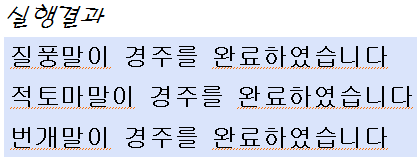 실행결과
질풍말이 경주를 완료하였습니다
적토마말이 경주를 완료하였습니다
번개말이 경주를 완료하였습니다